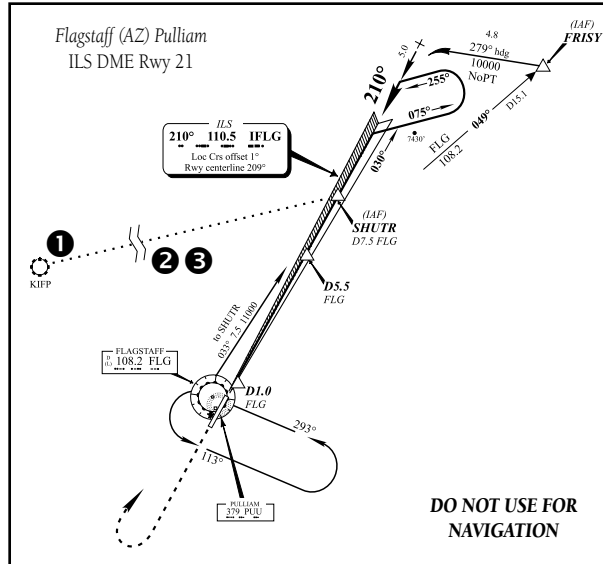 Flagstaff (AZ) Pulliam
ILS DME Rwy 21
(IAF)
FRISY
4.8
279° hdg
10000
NoPT
5.0
D15.1
049°
FLG
108.2
210°
255°
075°
030°
7430'
ILS
210° 110.5 IFLG
Loc Crs offset 1°
Rwy centerline 209°
(IAF)
SHUTR
D7.5 FLG
1
2 3
KIFP
D5.5
FLG
to SHUTR
033° 7.5 11000
FLAGSTAFF
D
(L) 108.2 FLG
D1.0
FLG
293°
113°
PULLIAM
379 PUU
DO NOT USE FOR
NAVIGATION